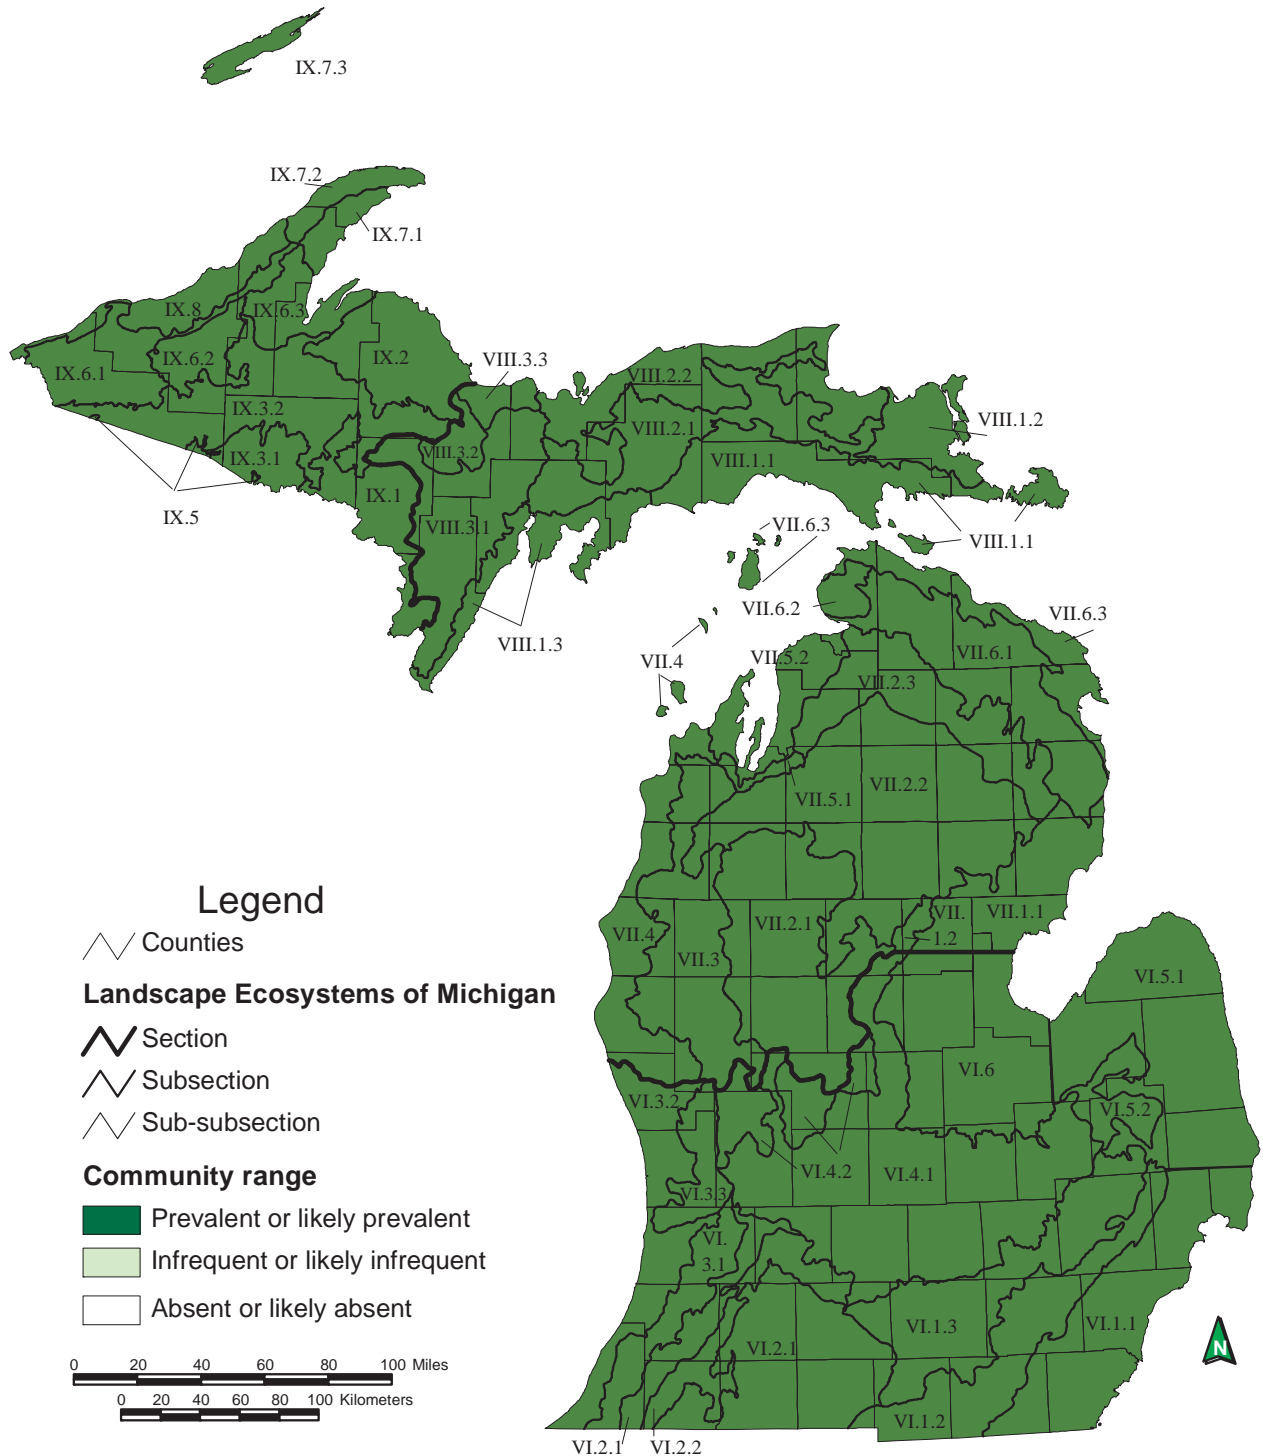 IX.7.3
IX.7.2
IX.7.1
IX.8
IX.6.3
IX.6.2
IX.6.1
IX.2
VIII.3.3
VIII.2.2
VIII.2.1
VIII.1.2
IX.3.2
VIII.3.2
VIII.1.1
IX.3.1
IX.1
IX.5
VIII.3.1
VII.6.3
VIII.1.1
VIII.1.3
VII.6.2
VII.6.3
VII.4
VII.5.2
VII.6.1
VII.2.3
VII.5.1
VII.2.2
VII.4
VII.3
VII.2.1
VII.
1.2
VII.1.1
VI.5.1
VI.6
VI.3.2
VI.5.2
VI.4.2
VI.4.1
VI.3.3
VI.
3.1
VI.2.1
VI.1.3
VI.1.1
VI.1.2
VI.2.1
VI.2.2
Legend
Counties
Landscape Ecosystems of Michigan
Section
Subsection
Sub-subsection
Community range
Prevalent or likely prevalent
Infrequent or likely infrequent
Absent or likely absent
0 20 40 60 80 100 Miles
0 20 40 60 80 100 Kilometers
N